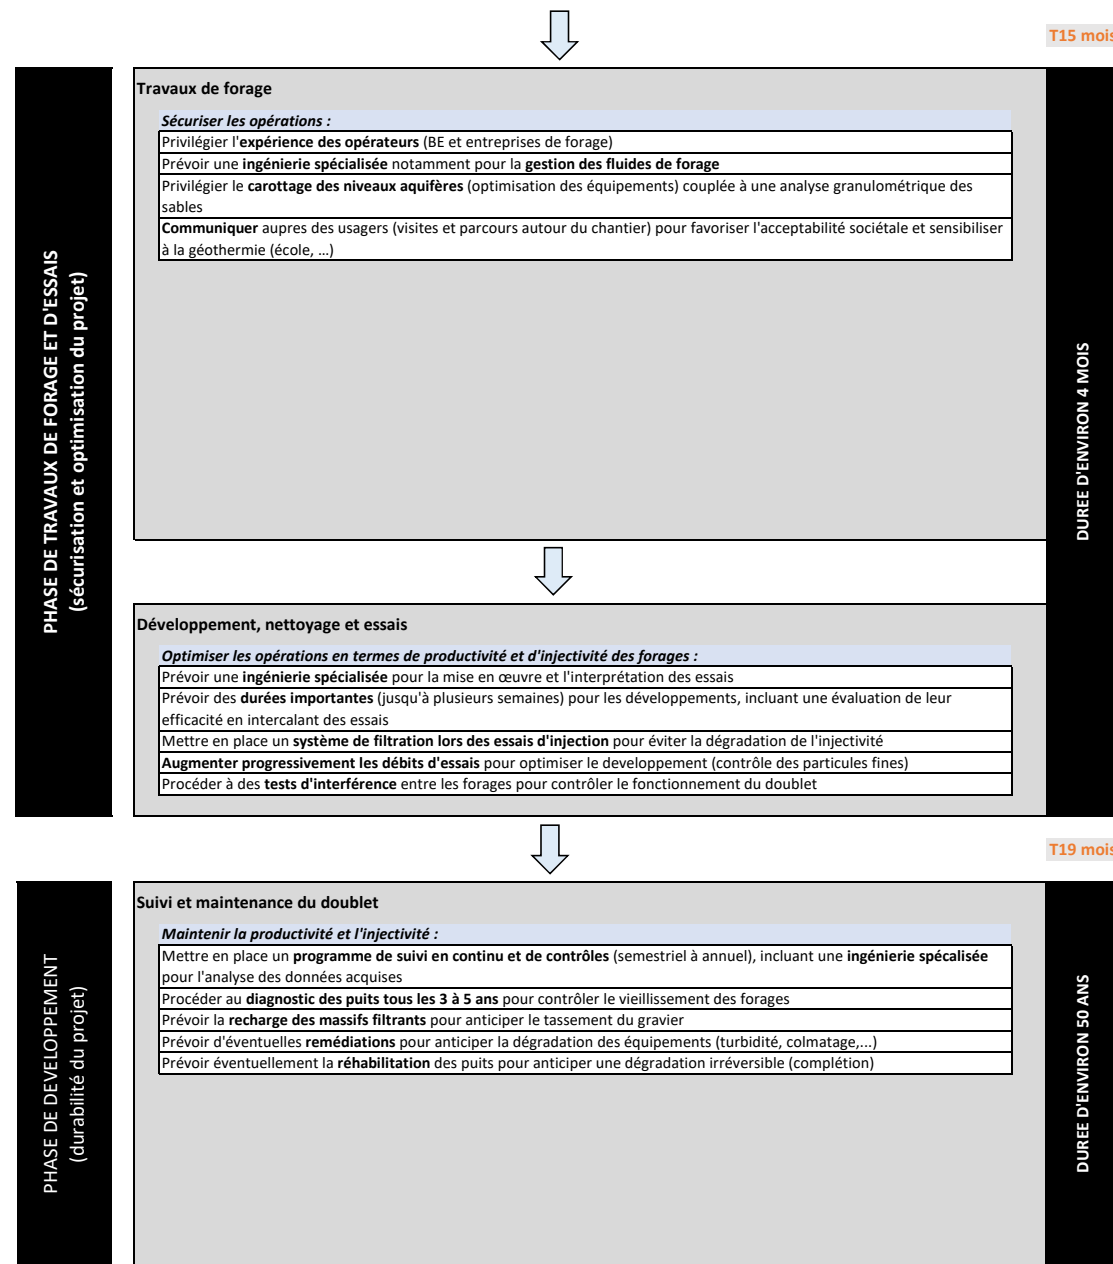 T15 mois
PHASE DE TRAVAUX DE FORAGE ET D'ESSAIS
(sécurisation et optimisation du projet)
Travaux de forage
Sécuriser les opérations :
Privilégier l'expérience des opérateurs (BE et entreprises de forage)
Prévoir une ingénierie spécialisée notamment pour la gestion des fluides de forage
Privilégier le carottage des niveaux aquifères (optimisation des équipements) couplée à une analyse granulométrique des
sables
Communiquer aupres des usagers (visites et parcours autour du chantier) pour favoriser l'acceptabilité sociétale et sensibiliser
à la géothermie (école, …)
DUREE D'ENVIRON 4 MOIS
Développement, nettoyage et essais
Optimiser les opérations en termes de productivité et d'injectivité des forages :
Prévoir une ingénierie spécialisée pour la mise en œuvre et l'interprétation des essais
Prévoir des durées importantes (jusqu'à plusieurs semaines) pour les développements, incluant une évaluation de leur
efficacité en intercalant des essais
Mettre en place un système de filtration lors des essais d'injection pour éviter la dégradation de l'injectivité
Augmenter progressivement les débits d'essais pour optimiser le developpement (contrôle des particules fines)
Procéder à des tests d'interférence entre les forages pour contrôler le fonctionnement du doublet
T19 mois
PHASE DE DEVELOPPEMENT
(durabilité du projet)
Suivi et maintenance du doublet
Maintenir la productivité et l'injectivité :
Mettre en place un programme de suivi en continu et de contrôles (semestriel à annuel), incluant une ingénierie spécalisée
pour l'analyse des données acquises
Procéder au diagnostic des puits tous les 3 à 5 ans pour contrôler le vieillissement des forages
Prévoir la recharge des massifs filtrants pour anticiper le tassement du gravier
Prévoir d'éventuelles remédiations pour anticiper la dégradation des équipements (turbidité, colmatage,...)
Prévoir éventuellement la réhabilitation des puits pour anticiper une dégradation irréversible (complétion)
DUREE D'ENVIRON 50 ANS